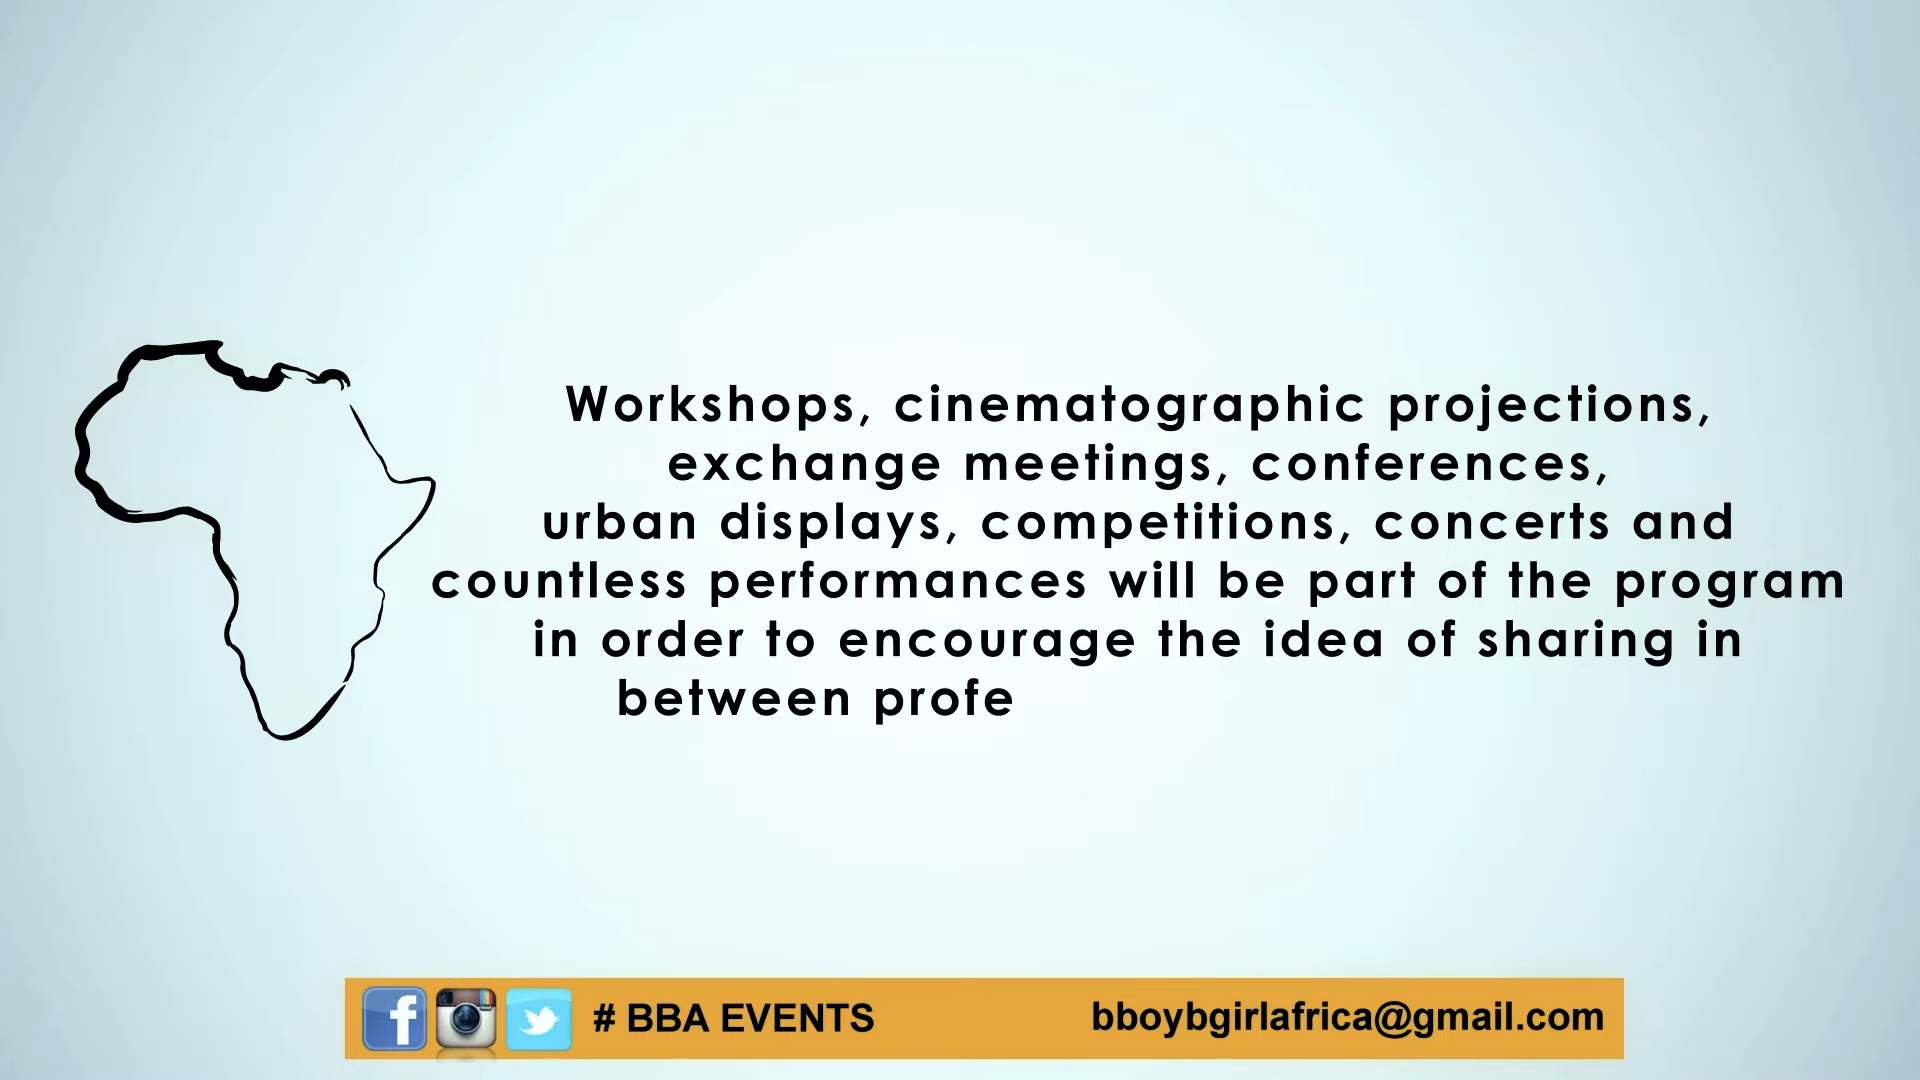 Workshops, cinematographic projections,
exchange meetings, conferences,
urban displays, competitions, concerts and
countless performances will be part of the program
in order to encourage the idea of sharing in
between profe
# BBA EVENTS
bboybgirlafrica@gmail.com